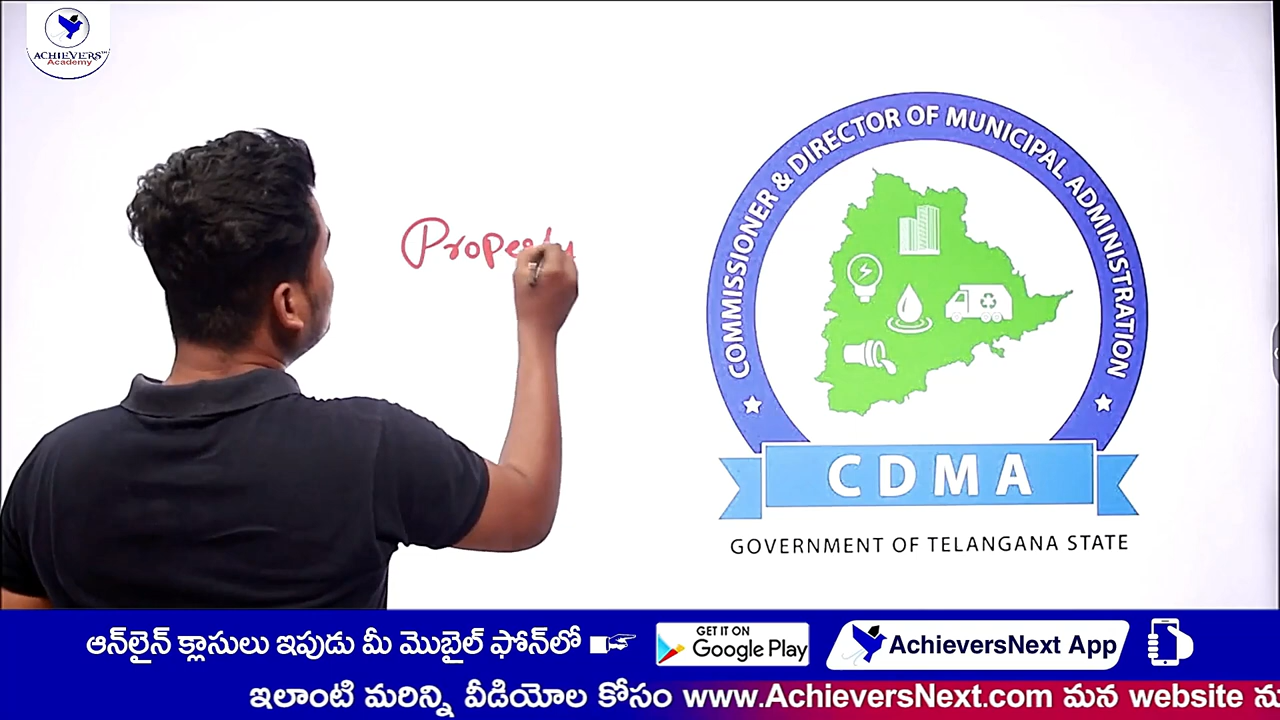 ACHIEVERS
Academy
Property
COMMISSIONER & DIRECTOR OF MUNICIPAL ADMINISTRATION
CDMA
GOVERNMENT OF TELANGANA STATE
ఆన్‌లైన్ క్లాసులు ఇపుడు మీ మొబైల్ ఫోన్‌లో
GET IT ON
Google Play
AchieversNext App
ఇలాంటి మరిన్ని వీడియోల కోసం www.AchieversNext.com మన website ను